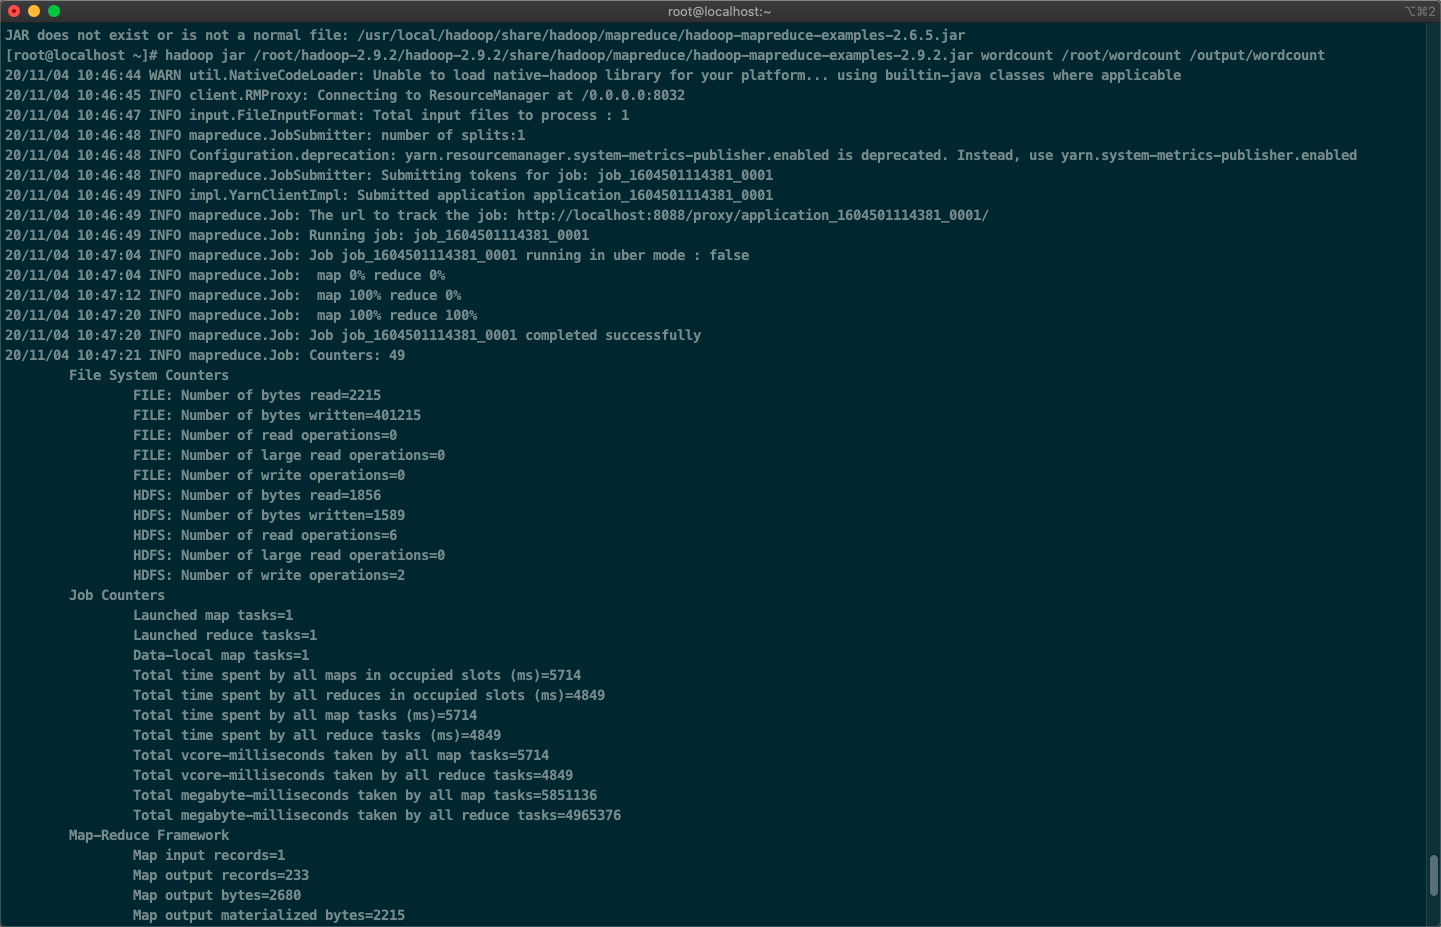 root@localhost:~
⌥⌘2
JAR does not exist or is not a normal file: /usr/local/hadoop/share/hadoop/mapreduce/hadoop-mapreduce-examples-2.6.5.jar
[root@localhost ~]# hadoop jar /root/hadoop-2.9.2/hadoop-2.9.2/share/hadoop/mapreduce/hadoop-mapreduce-examples-2.9.2.jar wordcount /root/wordcount /output/wordcount
20/11/04 10:46:44 WARN util.NativeCodeLoader: Unable to load native-hadoop library for your platform... using builtin-java classes where applicable
20/11/04 10:46:45 INFO client.RMProxy: Connecting to ResourceManager at /0.0.0.0:8032
20/11/04 10:46:47 INFO input.FileInputFormat: Total input files to process : 1
20/11/04 10:46:48 INFO mapreduce.JobSubmitter: number of splits:1
20/11/04 10:46:48 INFO Configuration.deprecation: yarn.resourcemanager.system-metrics-publisher.enabled is deprecated. Instead, use yarn.system-metrics-publisher.enabled
20/11/04 10:46:48 INFO mapreduce.JobSubmitter: Submitting tokens for job: job_1604501114381_0001
20/11/04 10:46:49 INFO impl.YarnClientImpl: Submitted application application_1604501114381_0001
20/11/04 10:46:49 INFO mapreduce.Job: The url to track the job: http://localhost:8088/proxy/application_1604501114381_0001/
20/11/04 10:46:49 INFO mapreduce.Job: Running job: job_1604501114381_0001
20/11/04 10:47:04 INFO mapreduce.Job: Job job_1604501114381_0001 running in uber mode : false
20/11/04 10:47:04 INFO mapreduce.Job:  map 0% reduce 0%
20/11/04 10:47:12 INFO mapreduce.Job:  map 100% reduce 0%
20/11/04 10:47:20 INFO mapreduce.Job:  map 100% reduce 100%
20/11/04 10:47:20 INFO mapreduce.Job: Job job_1604501114381_0001 completed successfully
20/11/04 10:47:21 INFO mapreduce.Job: Counters: 49
File System Counters
FILE: Number of bytes read=2215
FILE: Number of bytes written=401215
FILE: Number of read operations=0
FILE: Number of large read operations=0
FILE: Number of write operations=0
HDFS: Number of bytes read=1856
HDFS: Number of bytes written=1589
HDFS: Number of read operations=6
HDFS: Number of large read operations=0
HDFS: Number of write operations=2
Job Counters
Launched map tasks=1
Launched reduce tasks=1
Data-local map tasks=1
Total time spent by all maps in occupied slots (ms)=5714
Total time spent by all reduces in occupied slots (ms)=4849
Total time spent by all map tasks (ms)=5714
Total time spent by all reduce tasks (ms)=4849
Total vcore-milliseconds taken by all map tasks=5714
Total vcore-milliseconds taken by all reduce tasks=4849
Total megabyte-milliseconds taken by all map tasks=5851136
Total megabyte-milliseconds taken by all reduce tasks=4965376
Map-Reduce Framework
Map input records=1
Map output records=233
Map output bytes=2680
Map output materialized bytes=2215